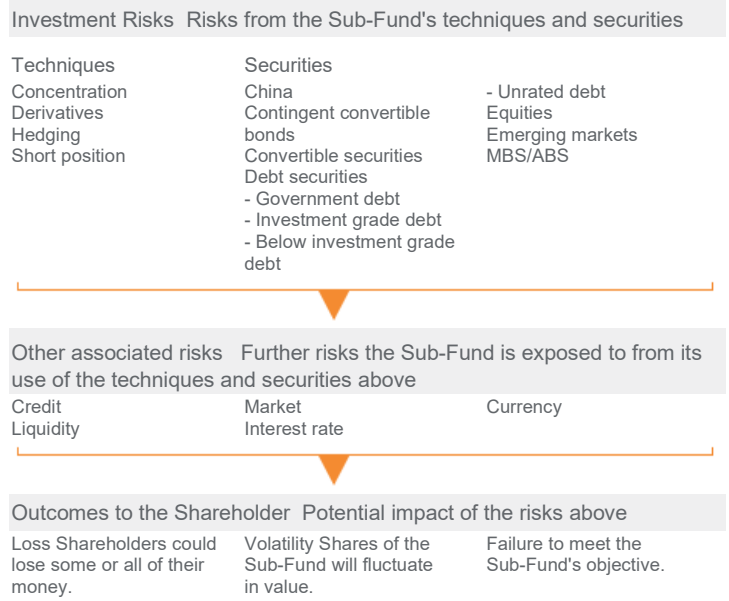 Investment Risks Risks from the Sub-Fund's techniques and securities
Techniques
Concentration
Derivatives
Hedging
Short position
Securities
China
Contingent convertible
bonds
Convertible securities
Debt securities
- Government debt
- Investment grade debt
- Below investment grade
debt
- Unrated debt
Equities
Emerging markets
MBS/ABS
Other associated risks Further risks the Sub-Fund is exposed to from its
use of the techniques and securities above
Credit
Liquidity
Market
Interest rate
Currency
Outcomes to the Shareholder Potential impact of the risks above
Loss Shareholders could
lose some or all of their
money.
Volatility Shares of the
Sub-Fund will fluctuate
in value.
Failure to meet the
Sub-Fund's objective.